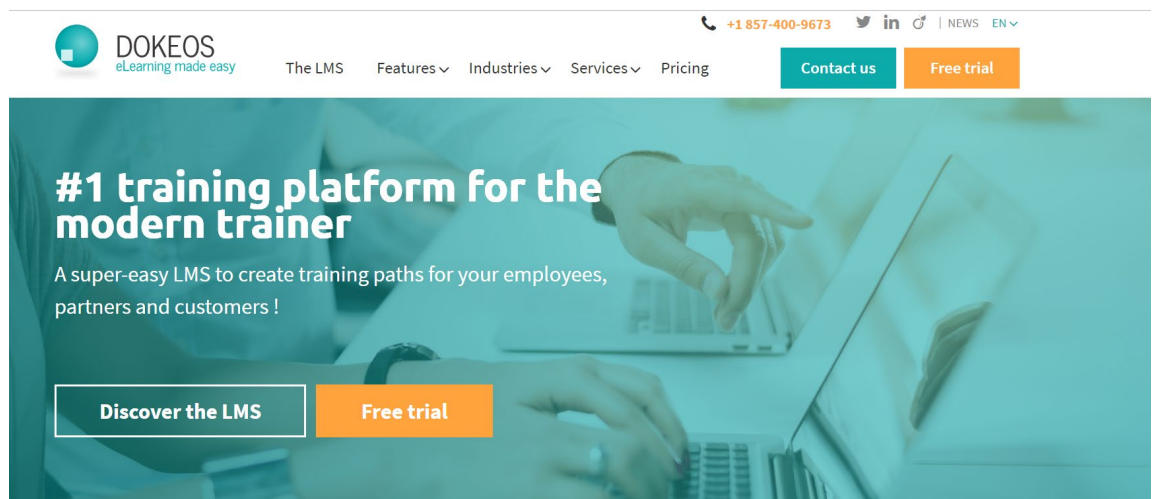 +1 857-400-9673 | NEWS EN
DOKEOS
eLearning made easy
The LMS Features Industries Services Pricing Contact us Free trial
#1 training platform for the
modern trainer
A super-easy LMS to create training paths for your employees,
partners and customers !
Discover the LMS Free trial